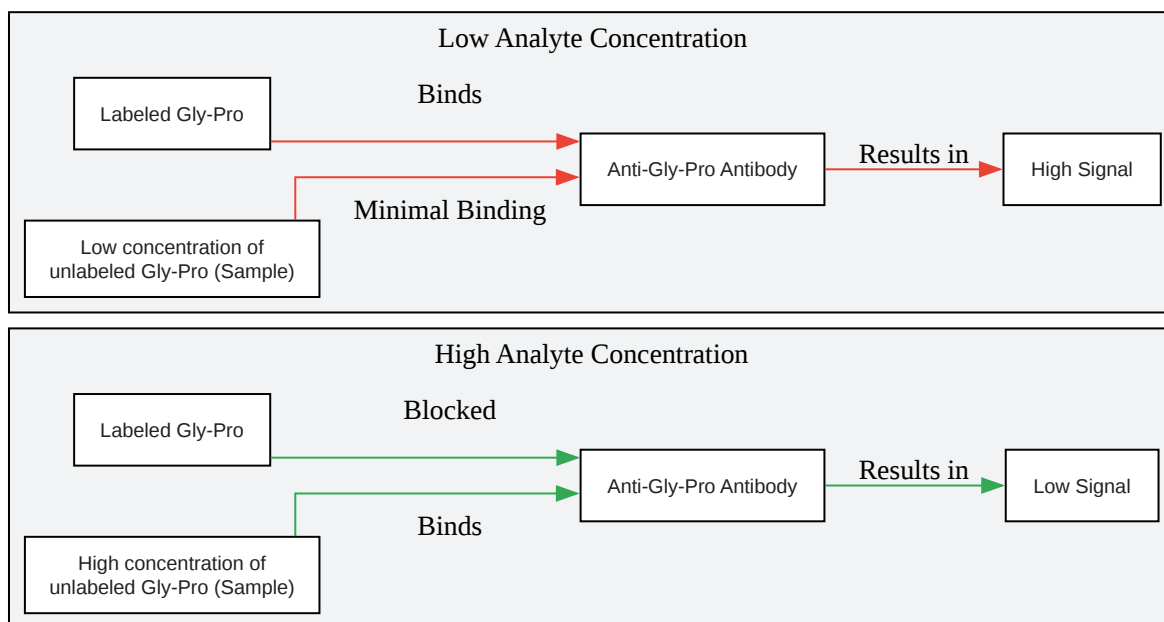 Low Analyte Concentration
Labeled Gly-Pro
Binds
Anti-Gly-Pro Antibody
Results in
High Signal
Minimal Binding
Low concentration of
unlabeled Gly-Pro (Sample)
High Analyte Concentration
Labeled Gly-Pro
Blocked
Anti-Gly-Pro Antibody
Results in
Low Signal
Binds
High concentration of
unlabeled Gly-Pro (Sample)